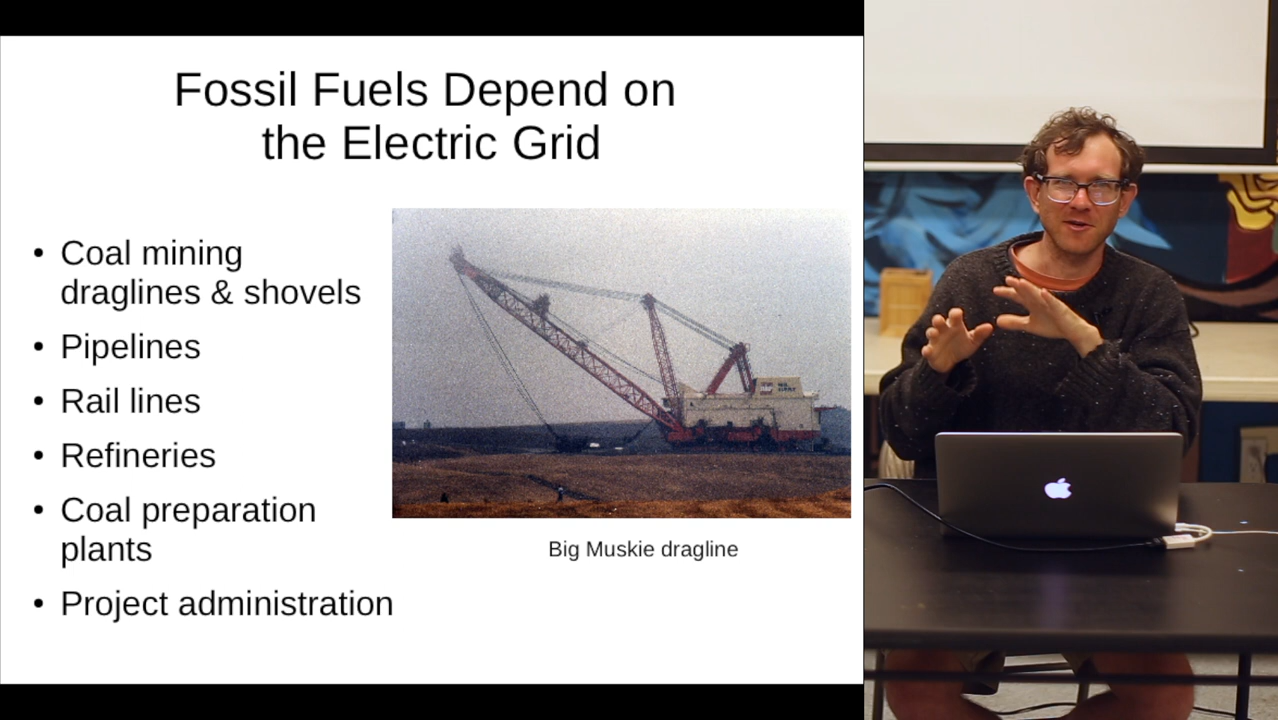 Fossil Fuels Depend on
the Electric Grid
• Coal mining
draglines & shovels
• Pipelines
• Rail lines
• Refineries
• Coal preparation
plants
• Project administration
Big Muskie dragline